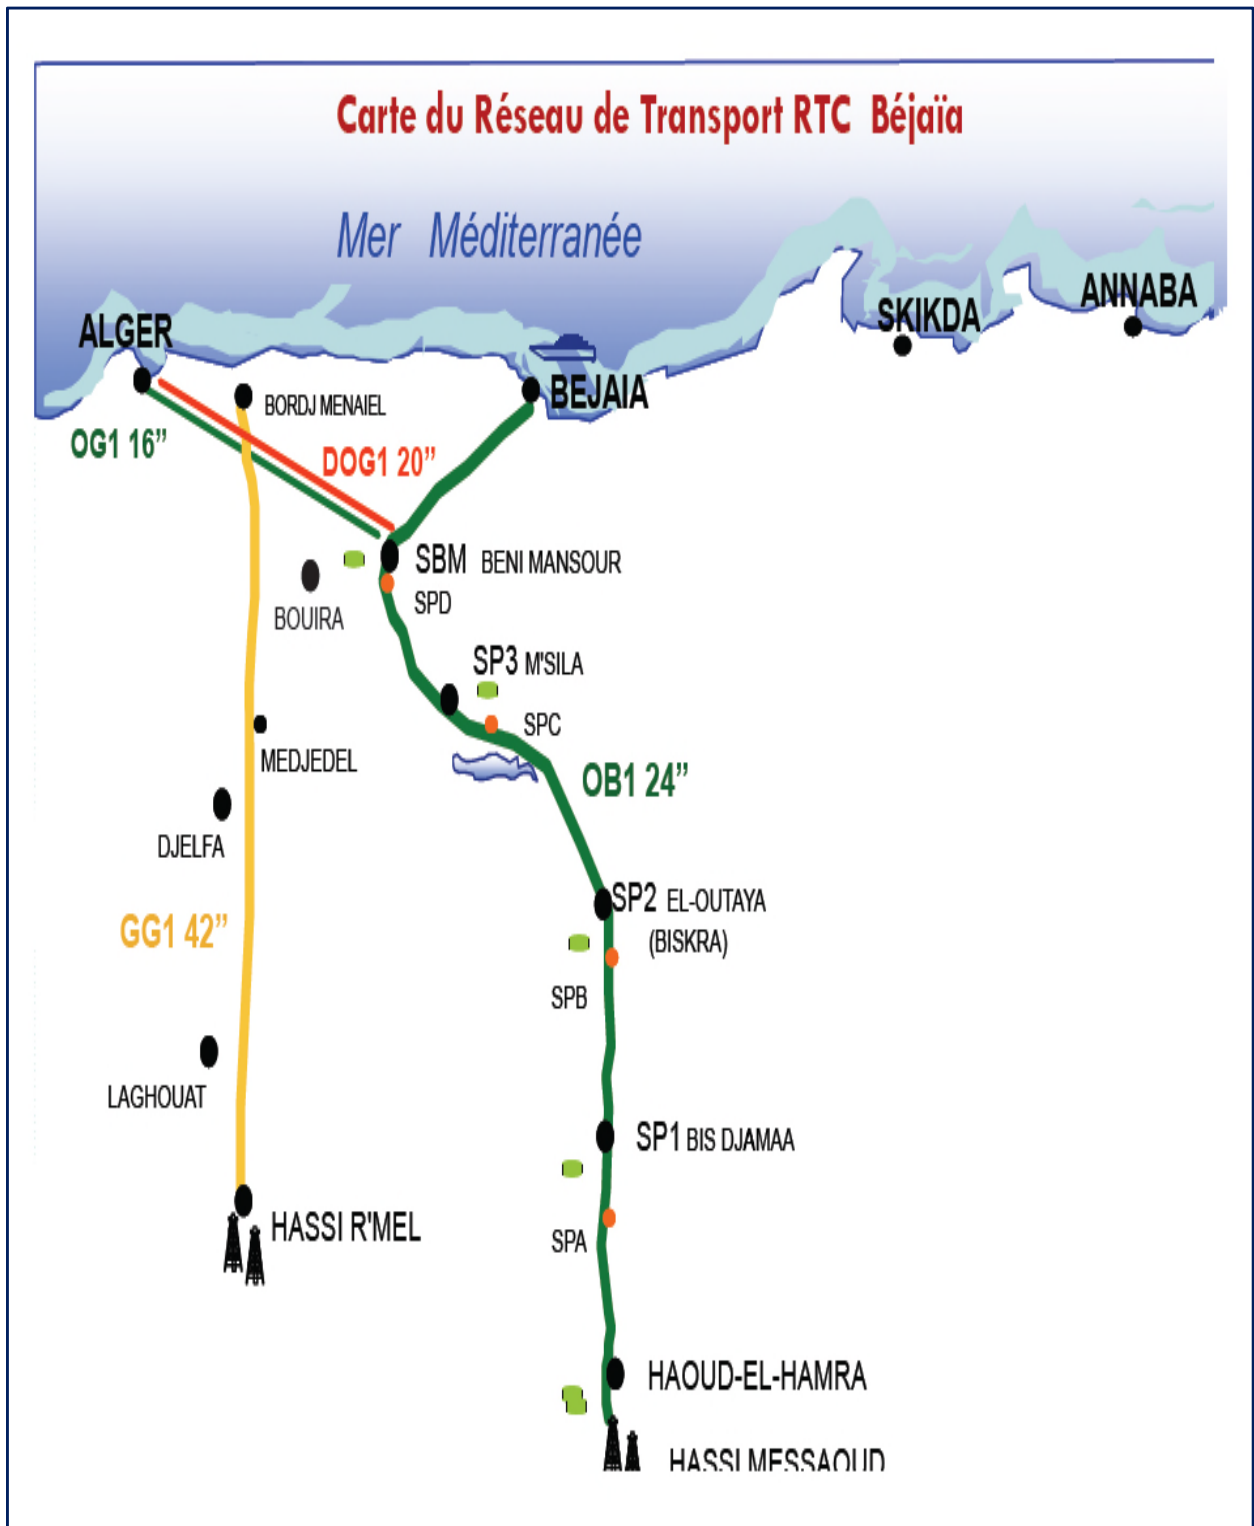 Carte du Réseau de Transport RTC Béjaïa
Mer Méditerranée
ANNABA
SKIKDA
ALGER
BEJAIA
BORDJ MENAIEL
OG1 16”
DOG1 20”
SBM BENI MANSOUR
SPD
BOUIRA
SP3 M'SILA
SPC
MEDJEDEL
OB1 24”
DJELFA
SP2 EL-OUTAYA
(BISKRA)
GG1 42”
SPB
LAGHOUAT
SP1 BIS DJAMAA
HASSI R'MEL
SPA
HAOUD-EL-HAMRA
HASSI MESSAOUD